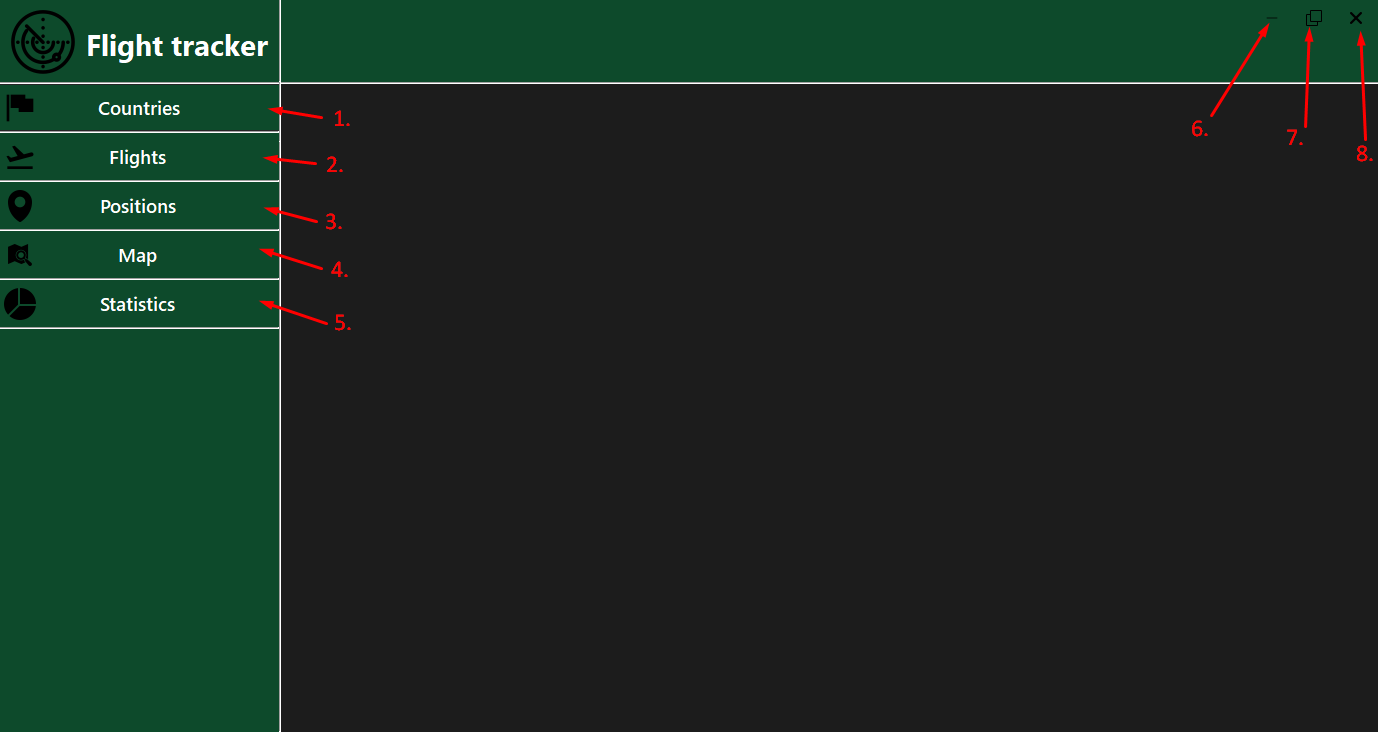 Flight tracker
Countries
1.
Flights
2.
Positions
3.
Map
4.
Statistics
5.
6.
7.
8.